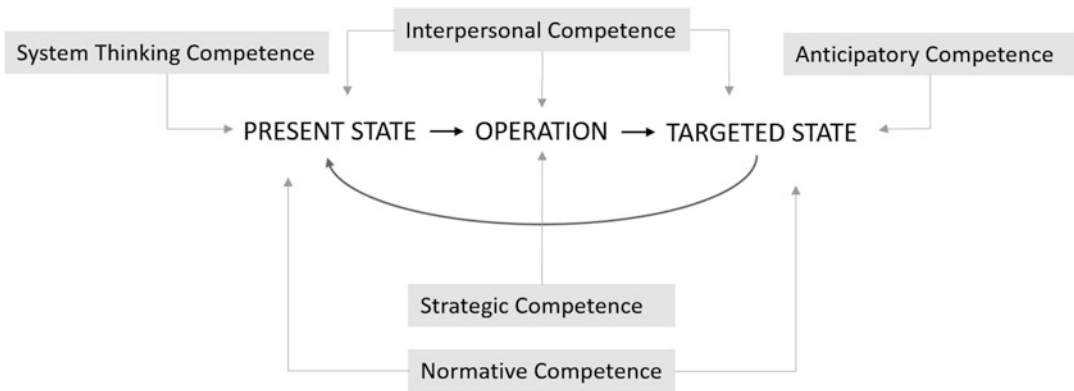 Interpersonal Competence
System Thinking Competence
Anticipatory Competence
PRESENT STATE
OPERATION
TARGETED STATE
Strategic Competence
Normative Competence